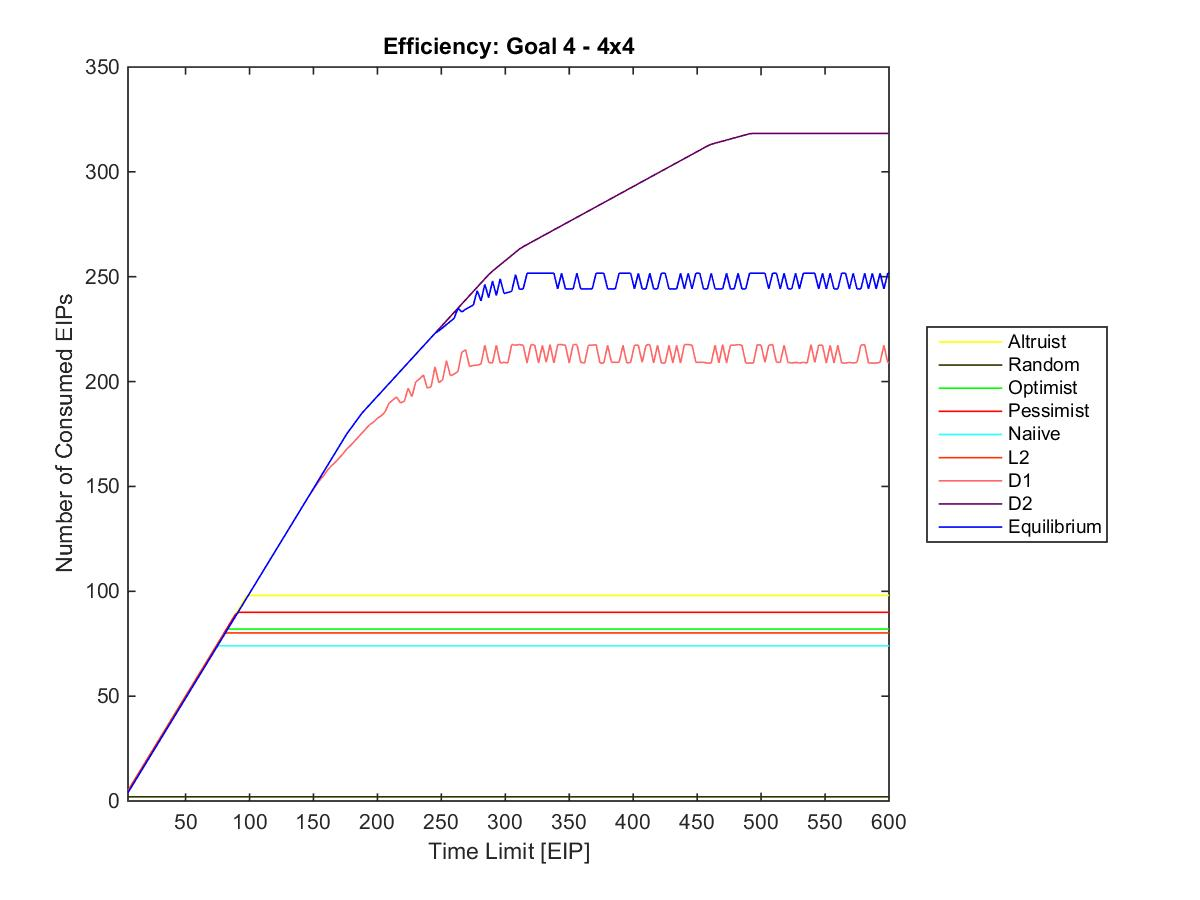 Efficiency: Goal 4 - 4x4
350
300
250
200
150
100
50
0
Number of Consumed EIPs
50 100 150 200 250 300 350 400 450 500 550 600
Time Limit [EIP]
Altruist
Random
Optimist
Pessimist
Naiive
L2
D1
D2
Equilibrium